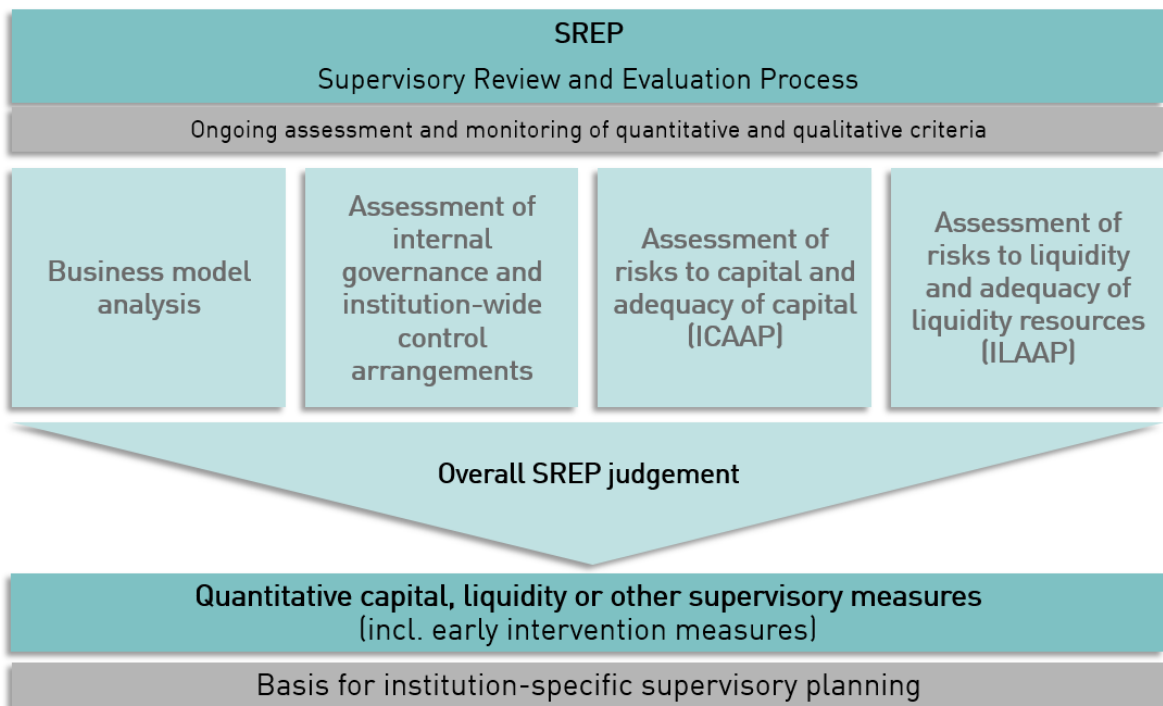 SREP
Supervisory Review and Evaluation Process
Ongoing assessment and monitoring of quantitative and qualitative criteria
Business model
analysis
Assessment of
internal
governance and
institution-wide
control
arrangements
Assessment of
risks to capital and
adequacy of capital
(ICAAP)
Assessment of
risks to liquidity
and adequacy of
liquidity resources
(ILAAP)
Overall SREP judgement
Quantitative capital, liquidity or other supervisory measures
(incl. early intervention measures)
Basis for institution-specific supervisory planning